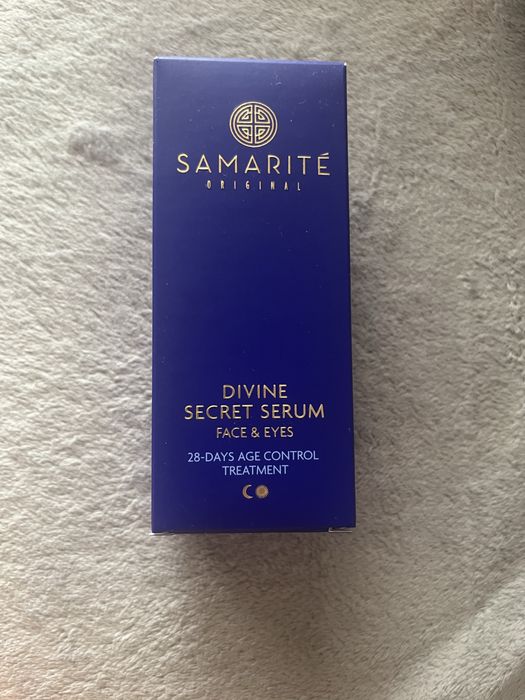 SAMARITÉ
ORIGINAL
DIVINE
SECRET SERUM
FACE & EYES
28-DAYS AGE CONTROL
TREATMENT